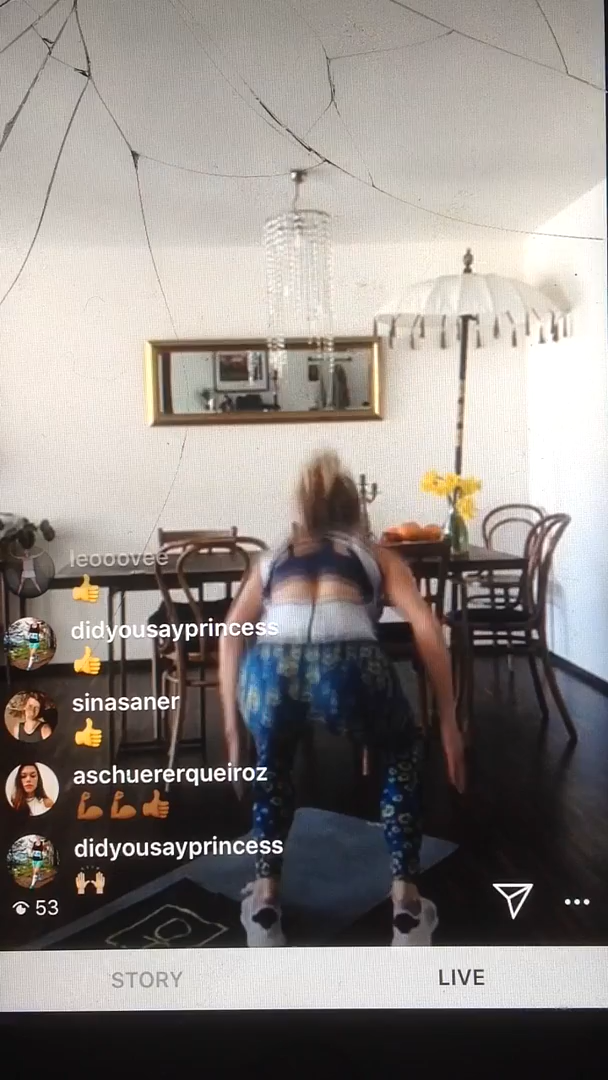 leooovee
👍
didyousayprincess
👍
sinasaner
👍
aschuererqueiroz
💪🏽💪🏽👍🏽
didyousayprincess
🙌🏼
53
STORY
LIVE